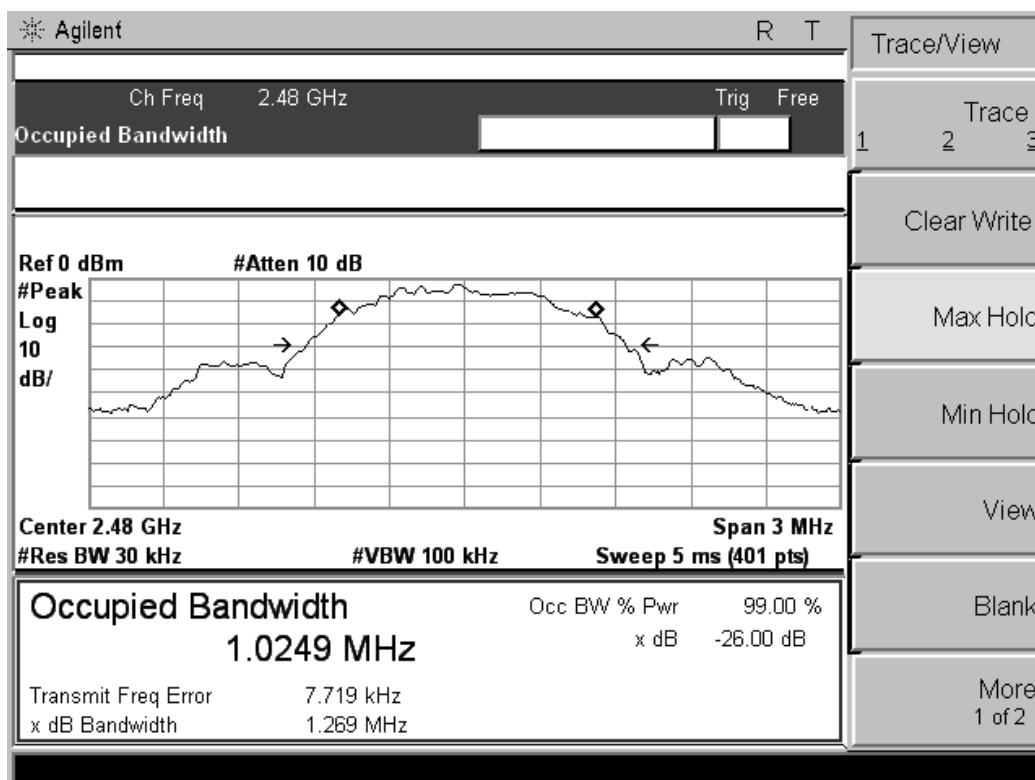 Agilent R T
Ch Freq 2.48 GHz Trig Free
Occupied Bandwidth
Ref 0 dBm #Atten 10 dB
#Peak
Log
10
dB/
Center 2.48 GHz Span 3 MHz
#Res BW 30 kHz #VBW 100 kHz Sweep 5 ms (401 pts)
Occupied Bandwidth
1.0249 MHz
Occ BW % Pwr 99.00 %
x dB -26.00 dB
Transmit Freq Error 7.719 kHz
x dB Bandwidth 1.269 MHz
Trace/View
Trace
1 2 3
Clear Write
Max Hold
Min Hold
View
Blank
More
1 of 2